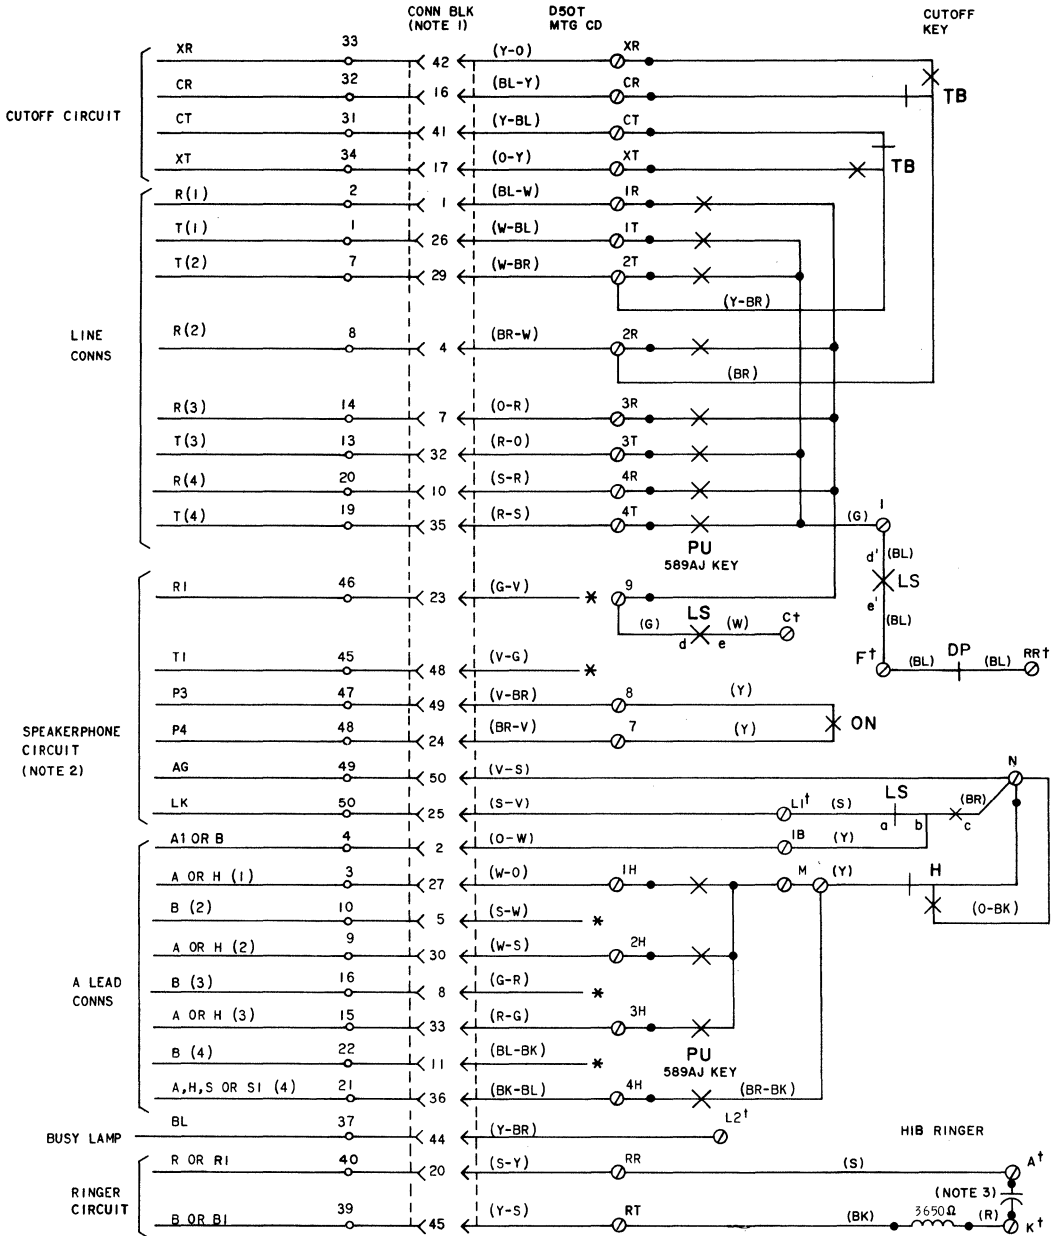 CONN BLK
(NOTE 1)
D50T
MTG CD
CUTOFF
KEY
CUTOFF CIRCUIT
XR 33 42 (Y-O) XR
CR 32 16 (BL-Y) CR TB
CT 31 41 (Y-BL) CT
XT 34 17 (O-Y) XT TB
LINE
CONNS
R(1) 2 1 (BL-W) 1R
T(1) 1 26 (W-BL) 1T
T(2) 7 29 (W-BR) 2T
(Y-BR)
R(2) 8 4 (BR-W) 2R
(BR)
R(3) 14 7 (O-R) 3R
T(3) 13 32 (R-O) 3T
R(4) 20 10 (S-R) 4R
T(4) 19 35 (R-S) 4T (G) 1
PU
589AJ KEY
d' (BL)
LS
e' (BL)
SPEAKERPHONE
CIRCUIT
(NOTE 2)
R1 46 23 (G-V) * 9
(G) LS (W) C†
d e
T1 45 48 (V-G) *
F† (BL) DP (BL) RR†
P3 47 49 (V-BR) 8 (Y)
P4 48 24 (BR-V) 7 (Y) ON
AG 49 50 (V-S) N
LK 50 25 (S-V) L1† (S) LS (BR)
a b c
A LEAD
CONNS
A1 OR B 4 2 (O-W) 1B (Y)
A OR H (1) 3 27 (W-O) 1H M (Y) H
B (2) 10 5 (S-W) * (O-BK)
A OR H (2) 9 30 (W-S) 2H
B (3) 16 8 (G-R) *
A OR H (3) 15 33 (R-G) 3H
PU
589AJ KEY
B (4) 22 11 (BL-BK) *
A,H,S OR S1 (4) 21 36 (BK-BL) 4H (BR-BK)
BUSY LAMP BL 37 44 (Y-BR) L2†
HIB RINGER
RINGER
CIRCUIT
R OR R1 40 20 (S-Y) RR (S) A†
(NOTE 3)
B OR B1 39 45 (Y-S) RT (BK) 3650Ω (R) K†